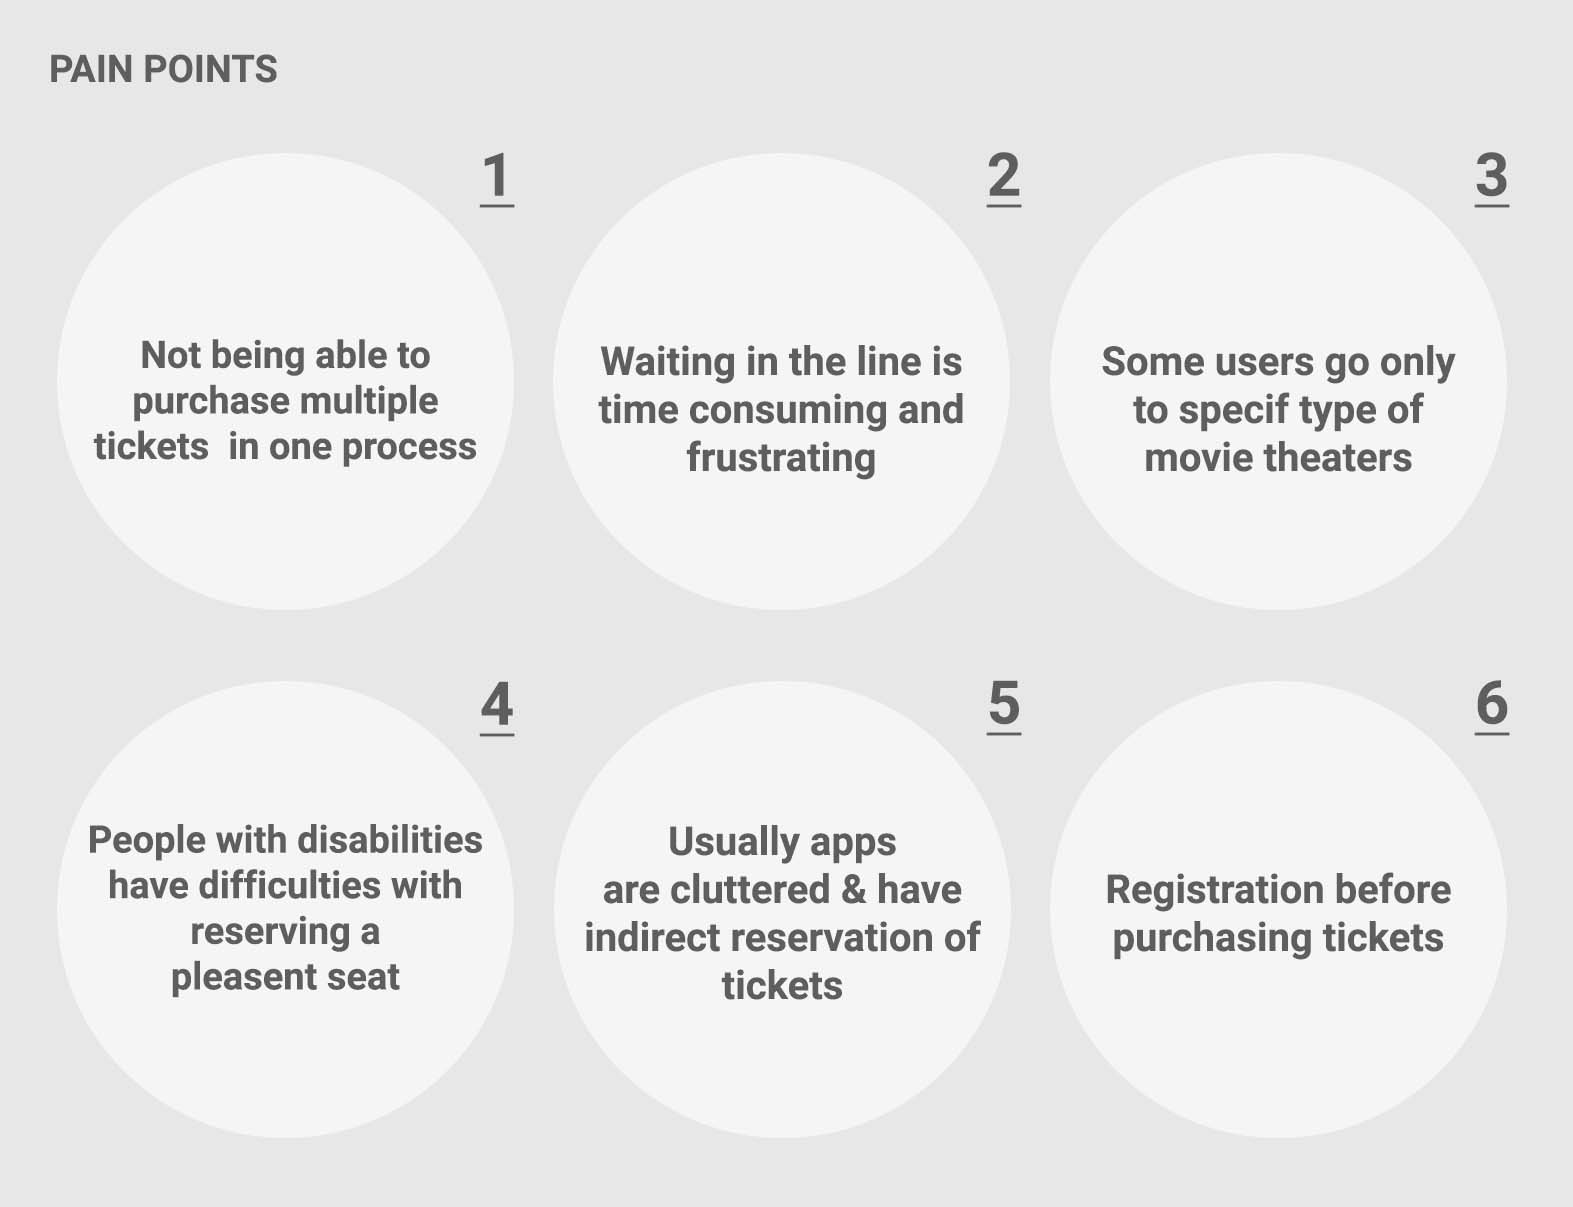 PAIN POINTS
1
Not being able to
purchase multiple
tickets  in one process
2
Waiting in the line is
time consuming and
frustrating
3
Some users go only
to specif type of
movie theaters
4
People with disabilities
have difficulties with
reserving a
pleasent seat
5
Usually apps
are cluttered & have
indirect reservation of
tickets
6
Registration before
purchasing tickets